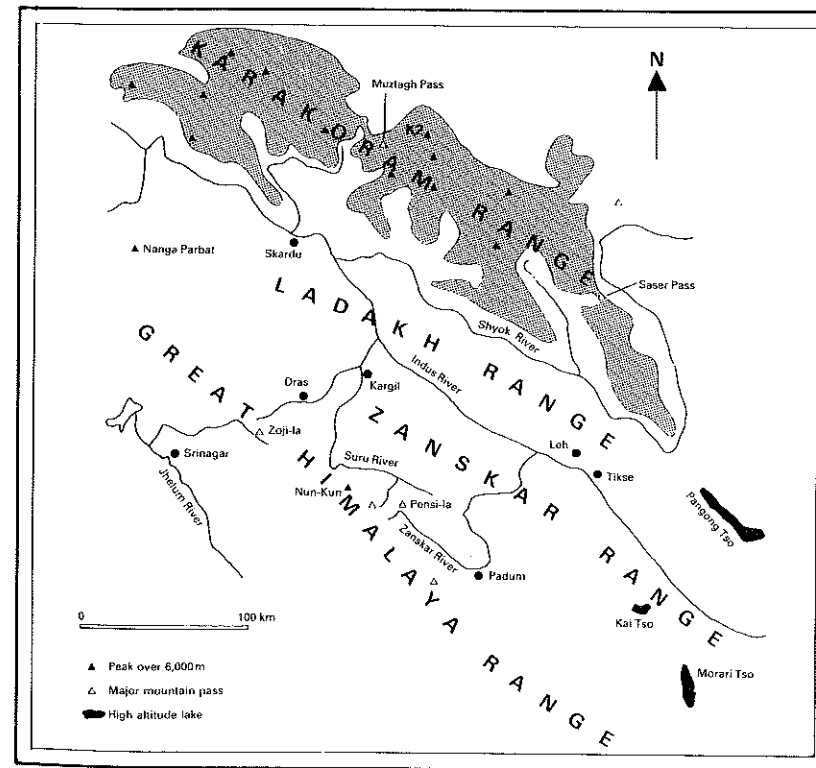 KARAKORAM RANGE
Muztagh Pass
N
K2
Nanga Parbat
Skardu
Saser Pass
LADAKH RANGE
Shyok River
GREAT HIMALAYA RANGE
Indus River
Dras
Kargil
ZANSKAR RANGE
Zoji-la
Srinagar
Leh
Tikse
Jhelum River
Suru River
Nun-Kun
Pensi-la
Pangong Tso
Zanskar River
Padum
Kai Tso
0 100 km
Morari Tso
Peak over 6,000m
Major mountain pass
High altitude lake